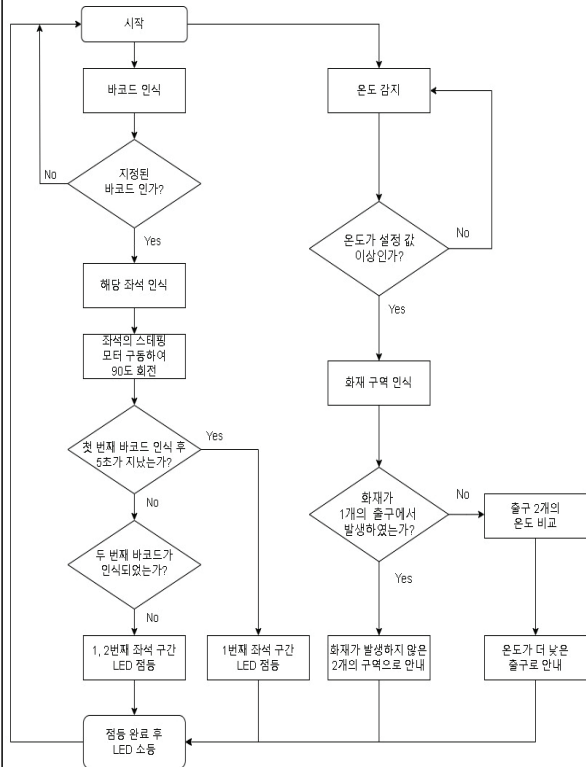 시작
바코드 인식
지정된
바코드 인가?
No
Yes
해당 좌석 인식
좌석의 스테핑
모터 구동하여
90도 회전
첫 번째 바코드 인식 후
5초가 지났는가?
Yes
No
두 번째 바코드가
인식되었는가?
No
1, 2번째 좌석 구간
LED 점등
1번째 좌석 구간
LED 점등
점등 완료 후
LED 소등
온도 감지
온도가 설정 값
이상인가?
No
Yes
화재 구역 인식
화재가
1개의 출구에서
발생하였는가?
No
Yes
출구 2개의
온도 비교
화재가 발생하지 않은
2개의 구역으로 안내
온도가 더 낮은
출구로 안내